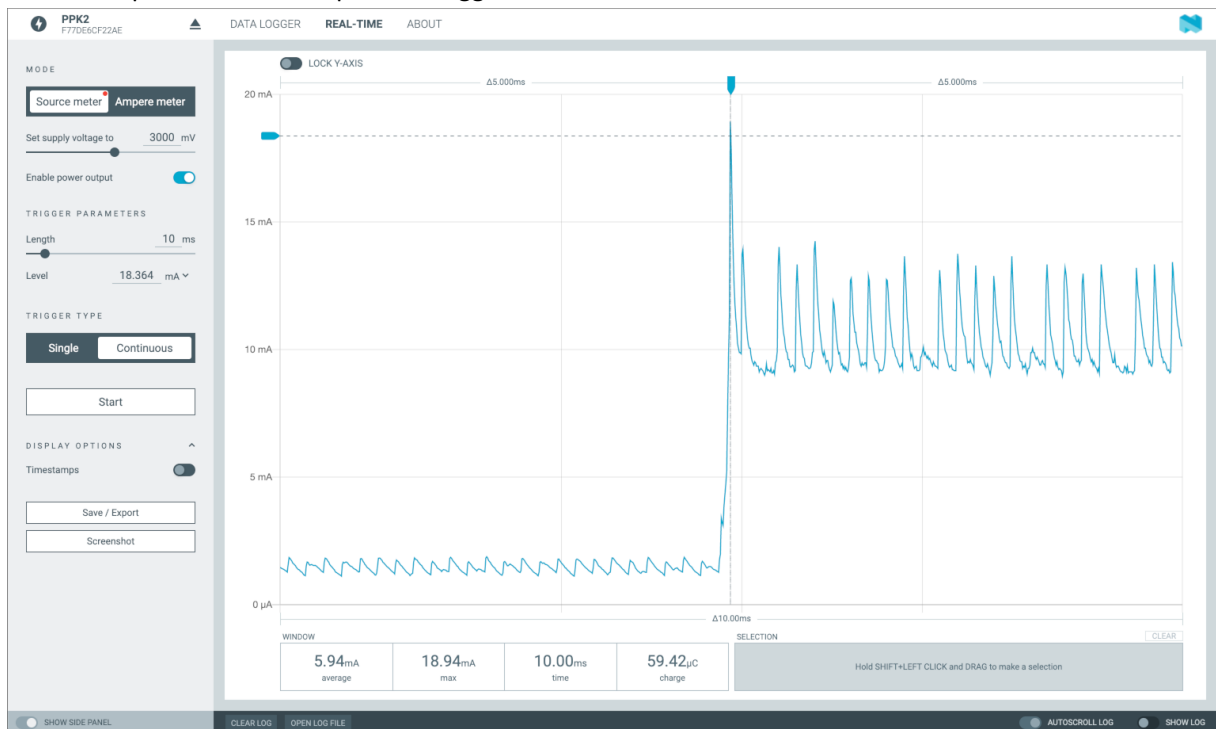 PPK2
F77DE6CF22AE
DATA LOGGER REAL-TIME ABOUT
MODE
Source meter Ampere meter
Set supply voltage to 3000 mV
Enable power output
TRIGGER PARAMETERS
Length 10 ms
Level 18.364 mA
TRIGGER TYPE
Single Continuous
Start
DISPLAY OPTIONS
Timestamps
Save / Export
Screenshot
LOCK Y-AXIS
Δ5.000ms Δ5.000ms
20 mA
15 mA
10 mA
5 mA
0 µA
Δ10.00ms
WINDOW SELECTION CLEAR
5.94mA 18.94mA 10.00ms 59.42µC
average max time charge
Hold SHIFT+LEFT CLICK and DRAG to make a selection
SHOW SIDE PANEL CLEAR LOG OPEN LOG FILE AUTOSCROLL LOG SHOW LOG